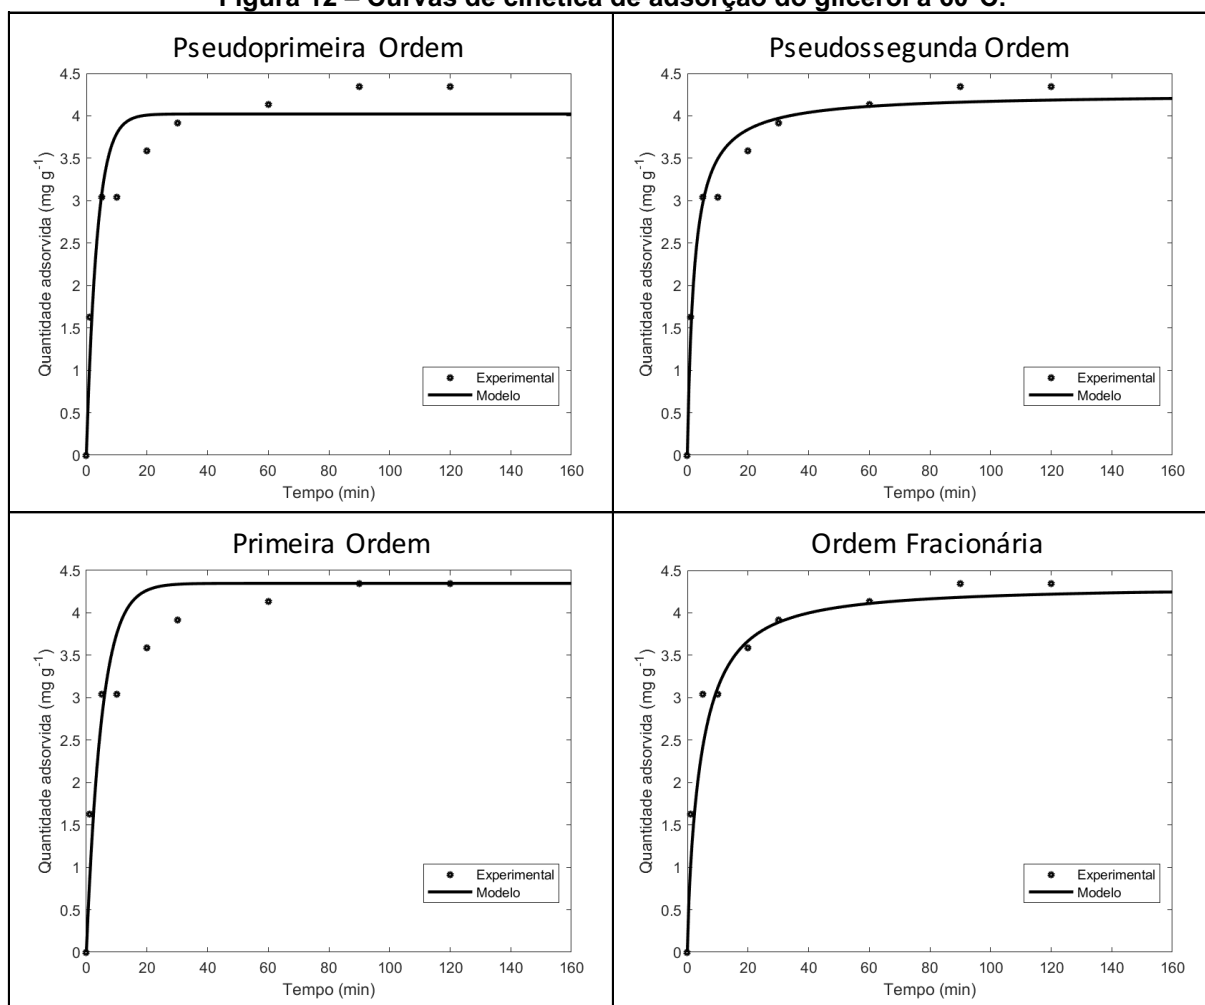 Figura 12 – Curvas de cinética de adsorção do glicerol a 60°C.
Pseudoprimeira Ordem
4.5
4
3.5
3
2.5
2
1.5
1
0.5
0
Quantidade adsorvida (mg g⁻¹)
Experimental
Modelo
0 20 40 60 80 100 120 140 160
Tempo (min)
Pseudossegunda Ordem
4.5
4
3.5
3
2.5
2
1.5
1
0.5
0
Quantidade adsorvida (mg g⁻¹)
Experimental
Modelo
0 20 40 60 80 100 120 140 160
Tempo (min)
Primeira Ordem
4.5
4
3.5
3
2.5
2
1.5
1
0.5
0
Quantidade adsorvida (mg g⁻¹)
Experimental
Modelo
0 20 40 60 80 100 120 140 160
Tempo (min)
Ordem Fracionária
4.5
4
3.5
3
2.5
2
1.5
1
0.5
0
Quantidade adsorvida (mg g⁻¹)
Experimental
Modelo
0 20 40 60 80 100 120 140 160
Tempo (min)